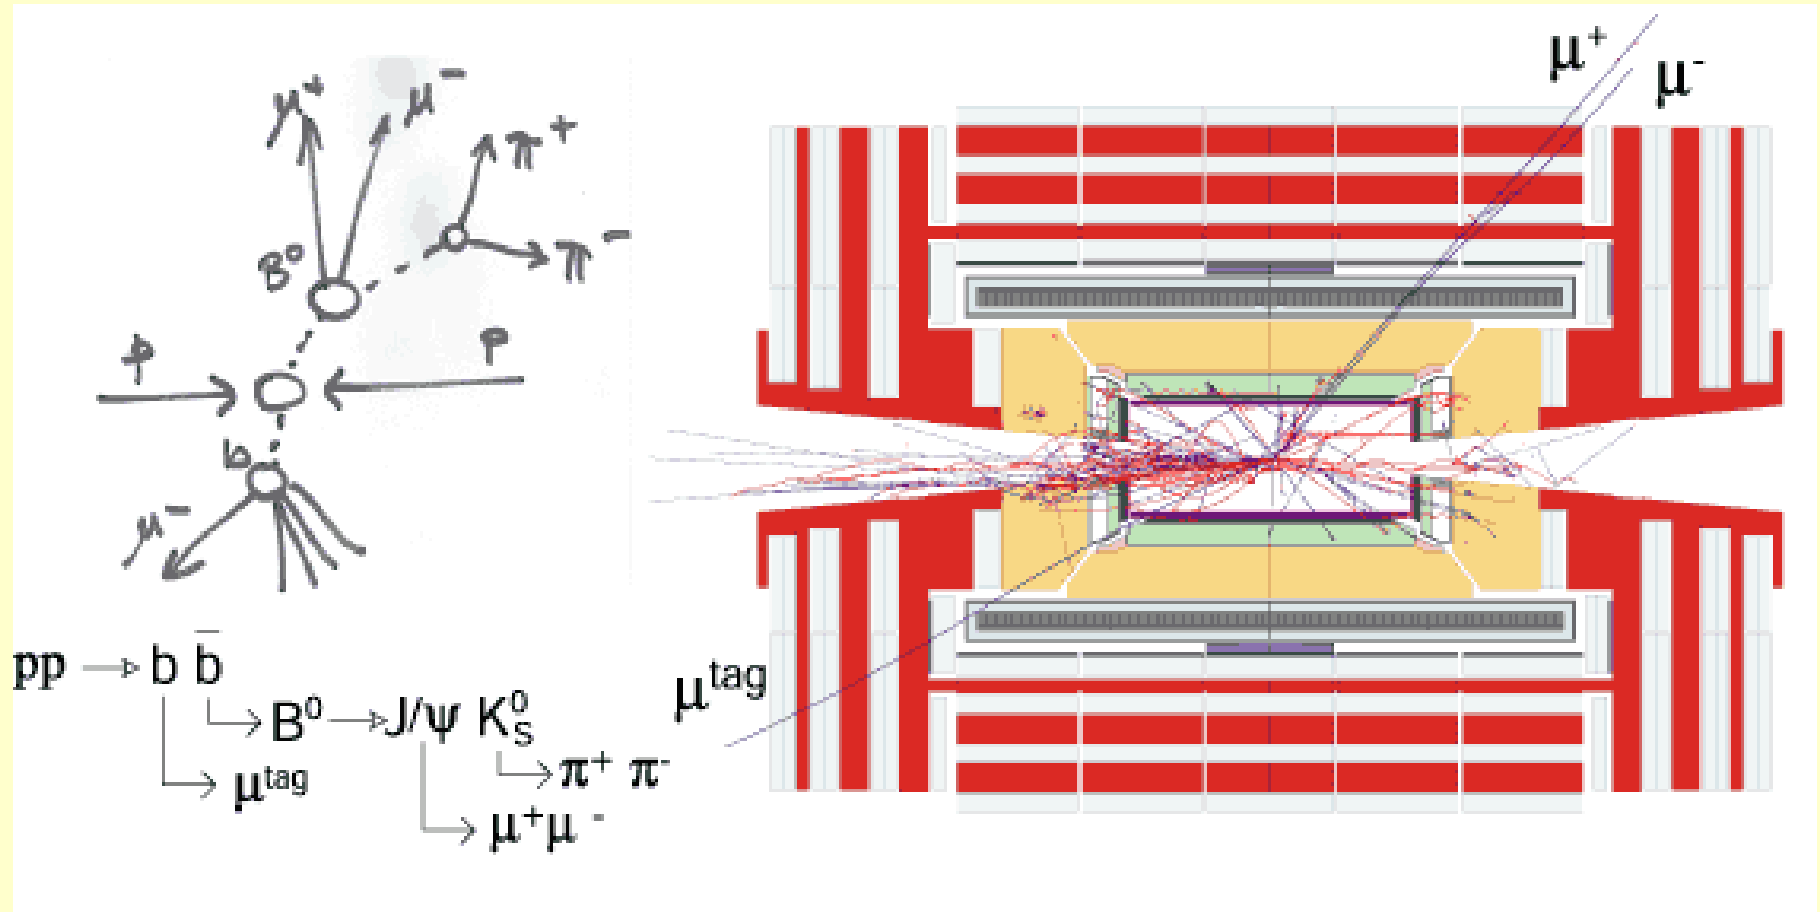 μ⁺ μ⁻
π⁺
B⁰
π⁻
p
p
b
μ⁻
pp → b b̄
→ B⁰ → J/ψ K⁰_S
→ μ^tag
→ π⁺ π⁻
→ μ⁺μ⁻
μ⁺
μ⁻
μ^tag